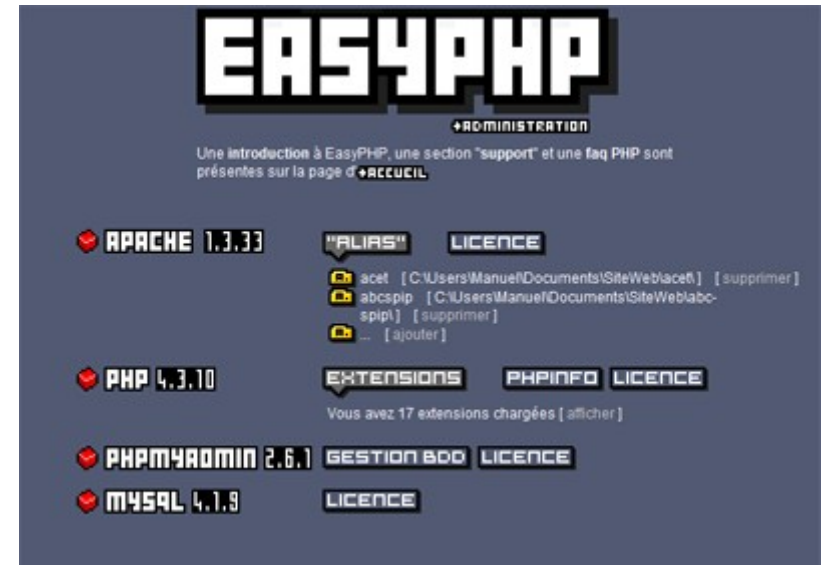 EASYPHP
+ADMINISTRATION
Une introduction à EasyPHP, une section "support" et une faq PHP sont
présentes sur la page d'+ACCUEIL
APACHE 1.3.33 "ALIAS" LICENCE
acet [ C:\Users\Manuel\Documents\SiteWeb\acet\ ] [ supprimer ]
abcspip [ C:\Users\Manuel\Documents\SiteWeb\abc-
spip\ ] [ supprimer ]
... [ ajouter ]
PHP 4.3.10 EXTENSIONS PHPINFO LICENCE
Vous avez 17 extensions chargées [ afficher ]
PHPMYADMIN 2.6.1 GESTION BDD LICENCE
MYSQL 4.1.9 LICENCE